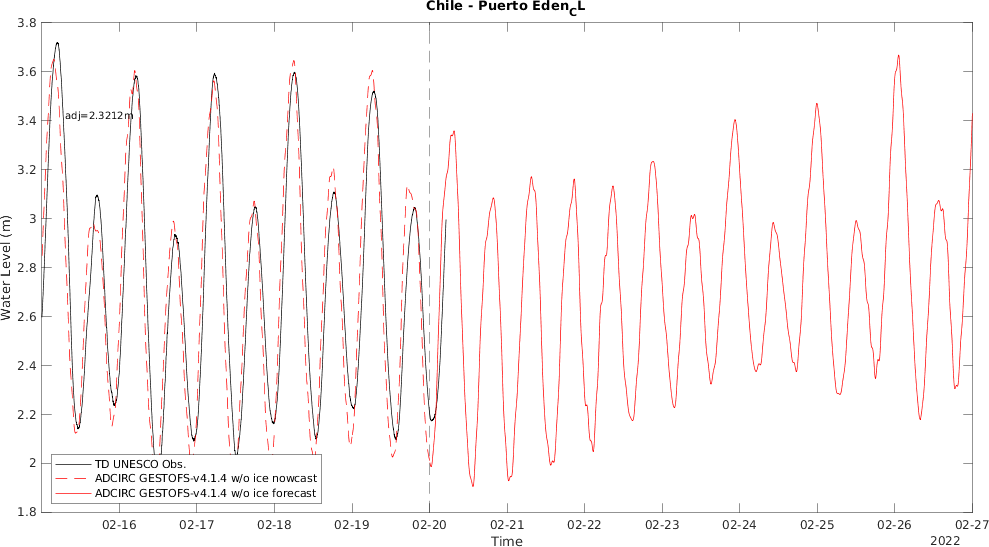 Chile - Puerto Eden_CL
Water Level (m)
3.8
3.6
3.4
3.2
3
2.8
2.6
2.4
2.2
2
1.8
adj=2.3212m
TD UNESCO Obs.
ADCIRC GESTOFS-v4.1.4 w/o ice nowcast
ADCIRC GESTOFS-v4.1.4 w/o ice forecast
02-16 02-17 02-18 02-19 02-20 02-21 02-22 02-23 02-24 02-25 02-26 02-27
Time
2022